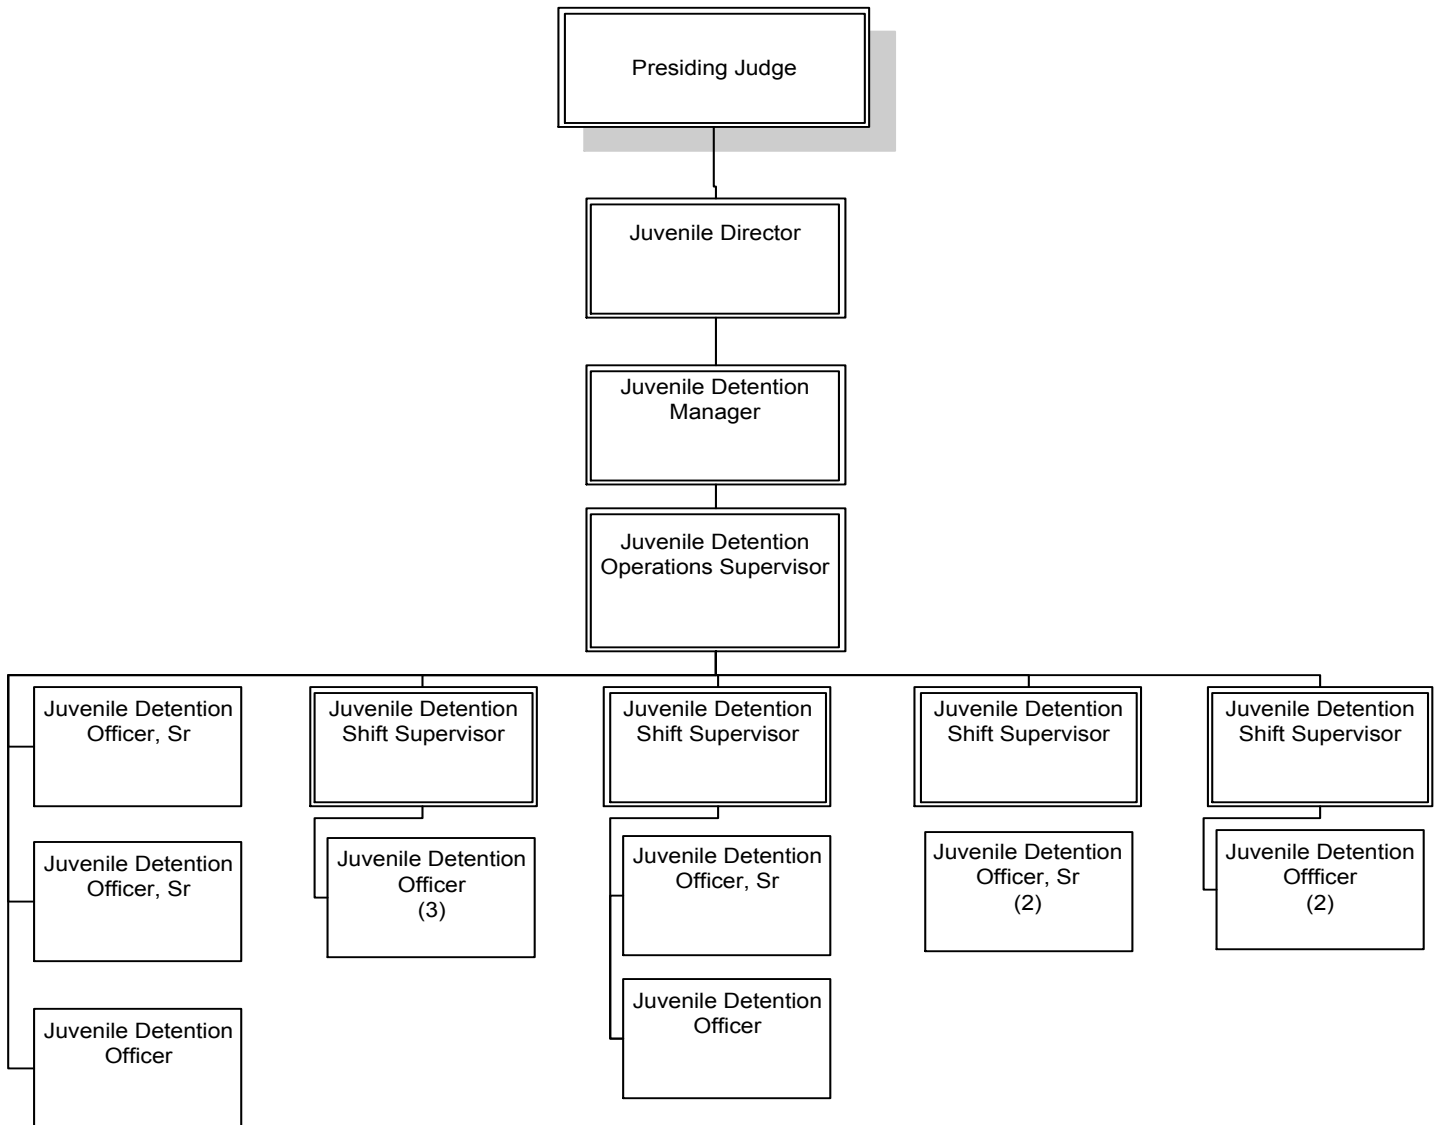 Presiding Judge
Juvenile Director
Juvenile Detention
Manager
Juvenile Detention
Operations Supervisor
Juvenile Detention
Officer, Sr
Juvenile Detention
Shift Supervisor
Juvenile Detention
Shift Supervisor
Juvenile Detention
Shift Supervisor
Juvenile Detention
Shift Supervisor
Juvenile Detention
Officer, Sr
Juvenile Detention
Officer
(3)
Juvenile Detention
Officer, Sr
Juvenile Detention
Officer, Sr
(2)
Juvenile Detention
Offficer
(2)
Juvenile Detention
Officer
Juvenile Detention
Officer